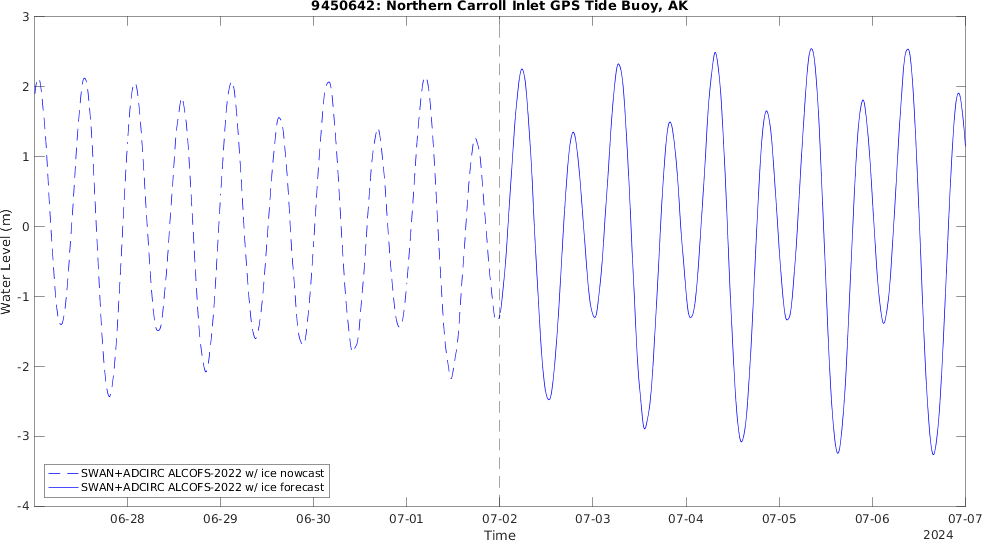 9450642: Northern Carroll Inlet GPS Tide Buoy, AK
3
2
1
0
-1
-2
-3
-4
Water Level (m)
SWAN+ADCIRC ALCOFS-2022 w/ ice nowcast
SWAN+ADCIRC ALCOFS-2022 w/ ice forecast
06-28 06-29 06-30 07-01 07-02 07-03 07-04 07-05 07-06 07-07
Time
2024